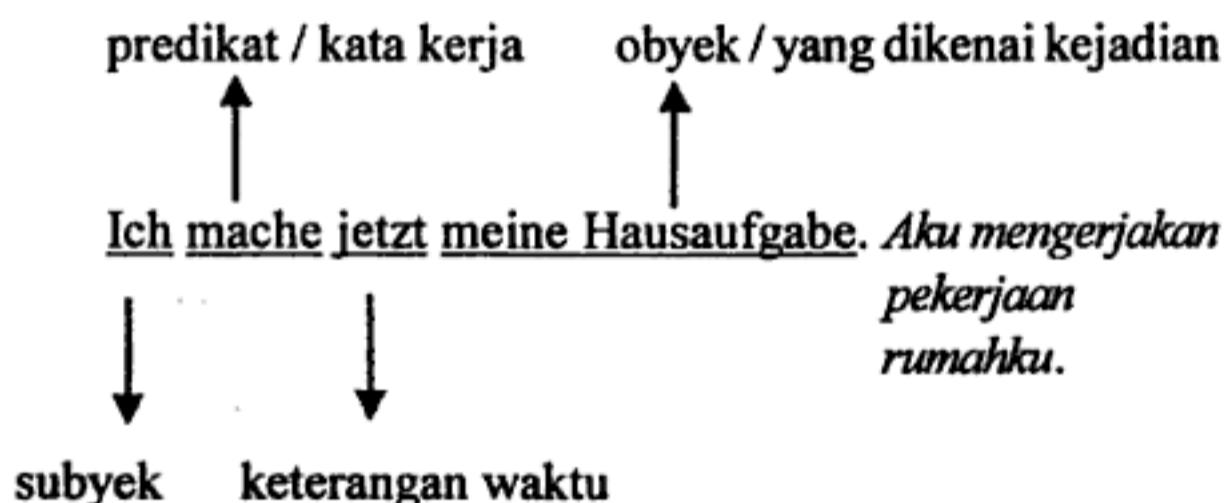 predikat / kata kerja obyek / yang dikenai kejadian
Ich mache jetzt meine Hausaufgabe. Aku mengerjakan
pekerjaan
rumahku.
subyek keterangan waktu